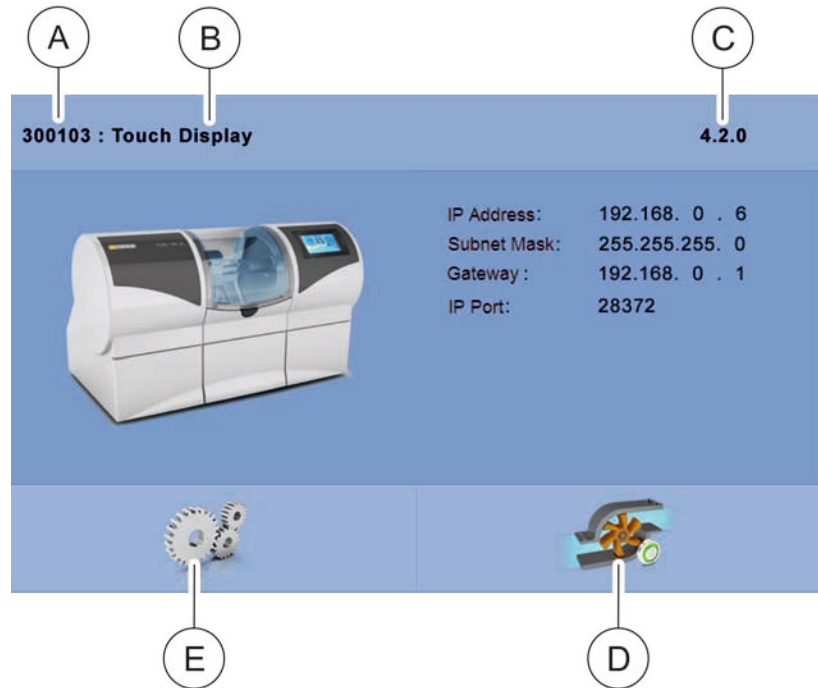 A B C
300103 : Touch Display 4.2.0
IP Address: 192.168. 0 . 6
Subnet Mask: 255.255.255. 0
Gateway : 192.168. 0 . 1
IP Port: 28372
E D